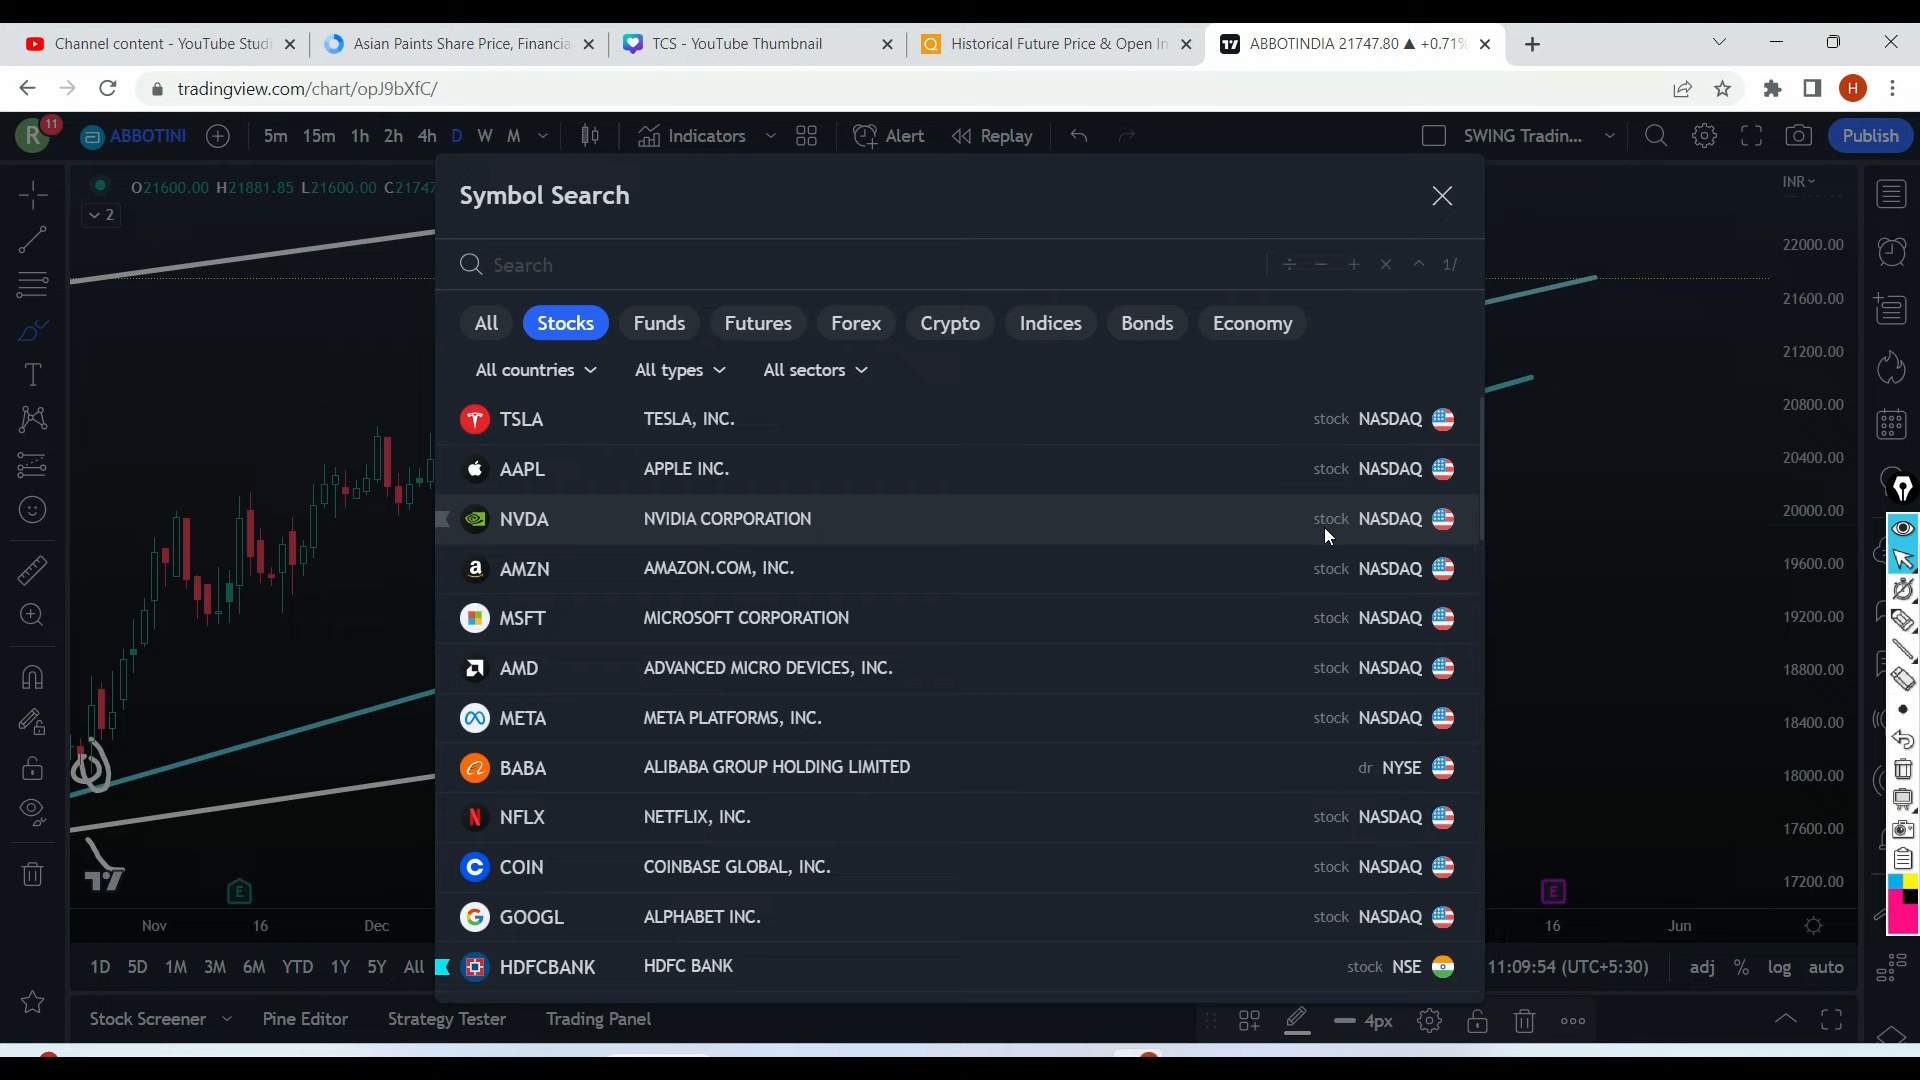 Channel content - YouTube Studi
Asian Paints Share Price, Financia
TCS - YouTube Thumbnail
Historical Future Price & Open In
ABBOTINDIA 21747.80 ▲ +0.71%
tradingview.com/chart/opJ9bXfC/
H
R
11
ABBOTINI
5m 15m 1h 2h 4h D W M
Indicators
Alert
Replay
SWING Tradin...
Publish
O21600.00 H21881.85 L21600.00 C21747
2
INR
Symbol Search
Search
1/
All Stocks Funds Futures Forex Crypto Indices Bonds Economy
All countries All types All sectors
TSLA TESLA, INC. stock NASDAQ
AAPL APPLE INC. stock NASDAQ
NVDA NVIDIA CORPORATION stock NASDAQ
AMZN AMAZON.COM, INC. stock NASDAQ
MSFT MICROSOFT CORPORATION stock NASDAQ
AMD ADVANCED MICRO DEVICES, INC. stock NASDAQ
META META PLATFORMS, INC. stock NASDAQ
BABA ALIBABA GROUP HOLDING LIMITED dr NYSE
NFLX NETFLIX, INC. stock NASDAQ
COIN COINBASE GLOBAL, INC. stock NASDAQ
GOOGL ALPHABET INC. stock NASDAQ
HDFCBANK HDFC BANK stock NSE
22000.00
21600.00
21200.00
20800.00
20400.00
20000.00
19600.00
19200.00
18800.00
18400.00
18000.00
17600.00
17200.00
E
E
Nov 16 Dec 16 Jun
1D 5D 1M 3M 6M YTD 1Y 5Y All
11:09:54 (UTC+5:30) adj % log auto
Stock Screener Pine Editor Strategy Tester Trading Panel
4px